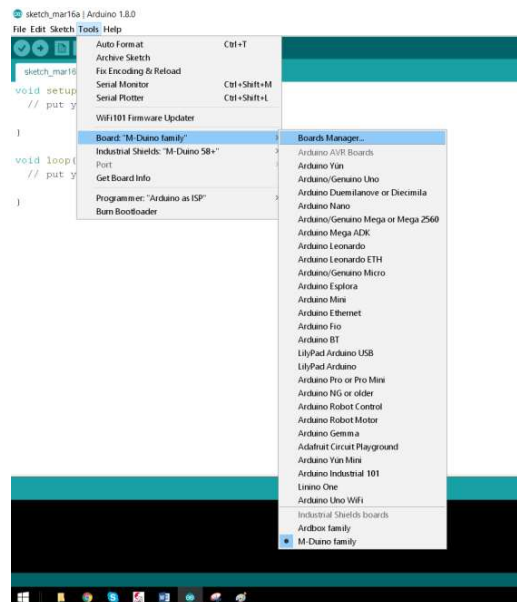 sketch_mar16a | Arduino 1.8.0
File Edit Sketch Tools Help
sketch_mar16
void setup
// put y
}
void loop(
// put y
}
Auto Format Ctrl+T
Archive Sketch
Fix Encoding & Reload
Serial Monitor Ctrl+Shift+M
Serial Plotter Ctrl+Shift+L
WiFi101 Firmware Updater
Board: "M-Duino family"
Industrial Shields: "M-Duino 58+"
Port
Get Board Info
Programmer: "Arduino as ISP"
Burn Bootloader
Boards Manager...
Arduino AVR Boards
Arduino Yún
Arduino/Genuino Uno
Arduino Duemilanove or Diecimila
Arduino Nano
Arduino/Genuino Mega or Mega 2560
Arduino Mega ADK
Arduino Leonardo
Arduino Leonardo ETH
Arduino/Genuino Micro
Arduino Esplora
Arduino Mini
Arduino Ethernet
Arduino Fio
Arduino BT
LilyPad Arduino USB
LilyPad Arduino
Arduino Pro or Pro Mini
Arduino NG or older
Arduino Robot Control
Arduino Robot Motor
Arduino Gemma
Adafruit Circuit Playground
Arduino Yún Mini
Arduino Industrial 101
Linino One
Arduino Uno WiFi
Industrial Shields boards
Ardbox family
M-Duino family